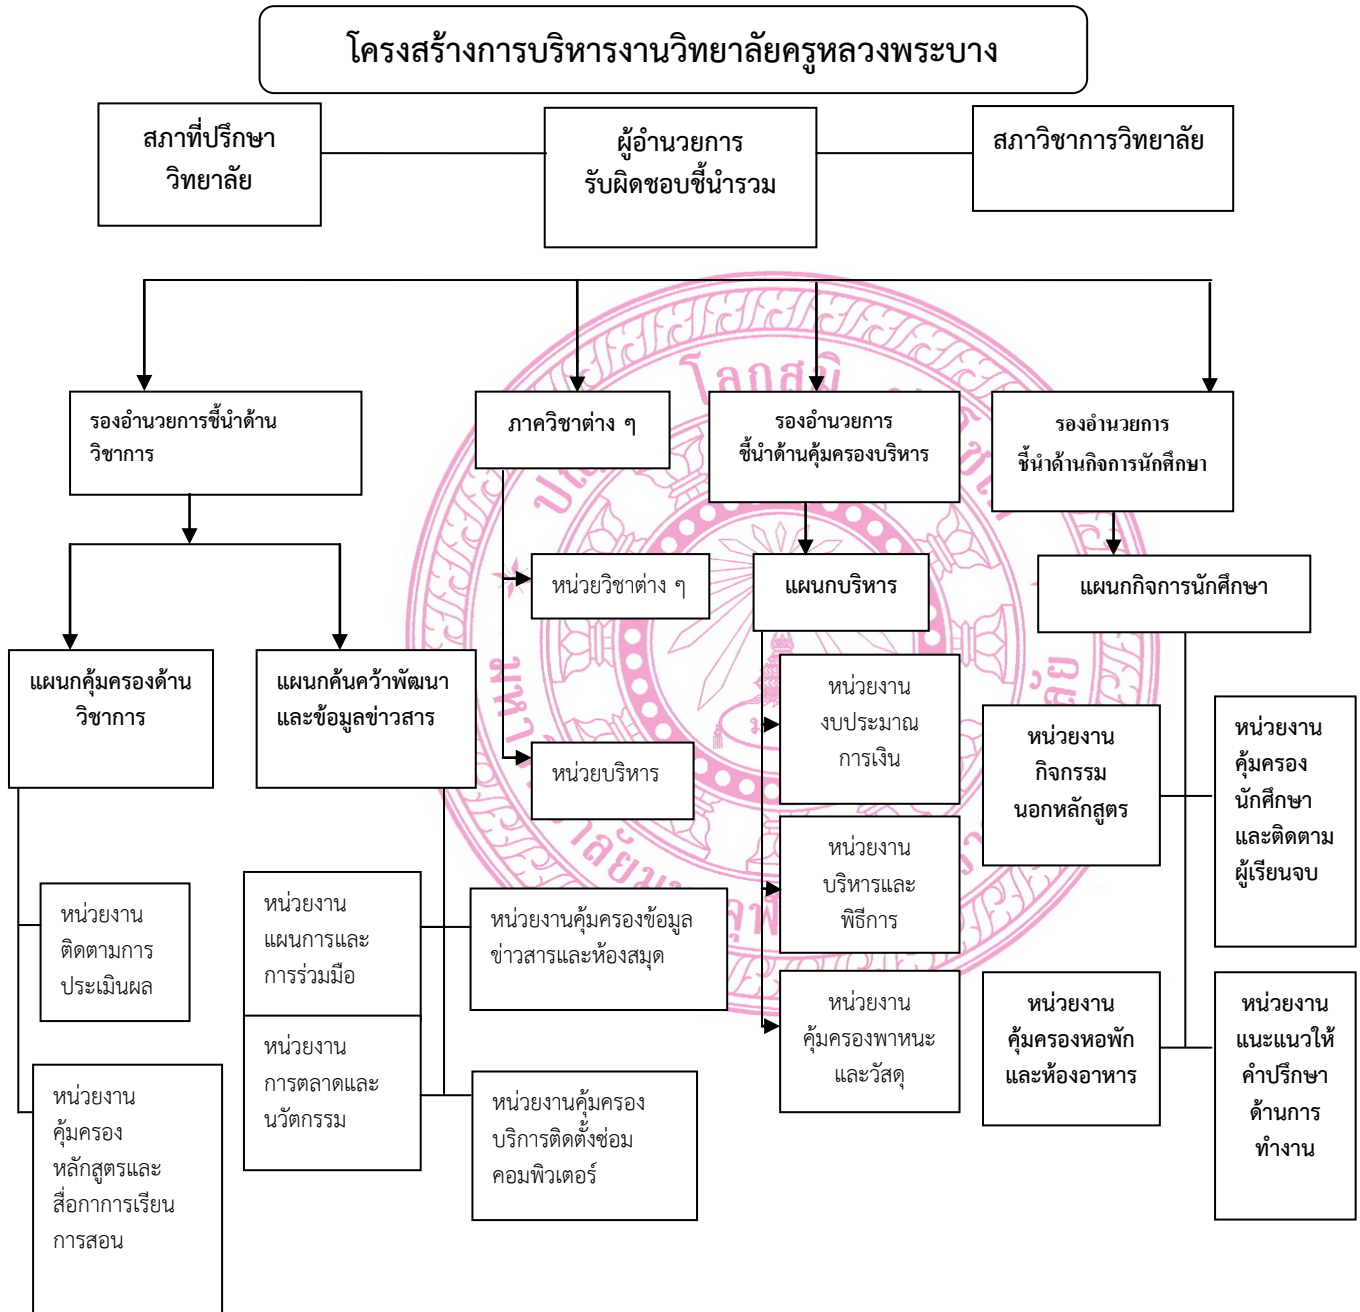 โครงสร้างการบริหารงานวิทยาลัยครูหลวงพระบาง
สภาที่ปรึกษา
วิทยาลัย
ผู้อำนวยการ
รับผิดชอบชี้นำรวม
สภาวิชาการวิทยาลัย
รองอำนวยการชี้นำด้าน
วิชาการ
ภาควิชาต่าง ๆ
รองอำนวยการ
ชี้นำด้านคุ้มครองบริหาร
รองอำนวยการ
ชี้นำด้านกิจการนักศึกษา
หน่วยวิชาต่าง ๆ
หน่วยบริหาร
แผนกบริหาร
แผนกกิจการนักศึกษา
แผนกคุ้มครองด้าน
วิชาการ
แผนกค้นคว้าพัฒนา
และข้อมูลข่าวสาร
หน่วยงาน
งบประมาณ
การเงิน
หน่วยงาน
บริหารและ
พิธีการ
หน่วยงาน
คุ้มครองพาหนะ
และวัสดุ
หน่วยงาน
กิจกรรม
นอกหลักสูตร
หน่วยงาน
คุ้มครอง
นักศึกษา
และติดตาม
ผู้เรียนจบ
หน่วยงาน
ติดตามการ
ประเมินผล
หน่วยงาน
แผนการและ
การร่วมมือ
หน่วยงานคุ้มครองข้อมูล
ข่าวสารและห้องสมุด
หน่วยงาน
คุ้มครองหอพัก
และห้องอาหาร
หน่วยงาน
แนะแนวให้
คำปรึกษา
ด้านการ
ทำงาน
หน่วยงาน
คุ้มครอง
หลักสูตรและ
สื่อกาการเรียน
การสอน
หน่วยงาน
การตลาดและ
นวัตกรรม
หน่วยงานคุ้มครอง
บริการติดตั้งซ่อม
คอมพิวเตอร์